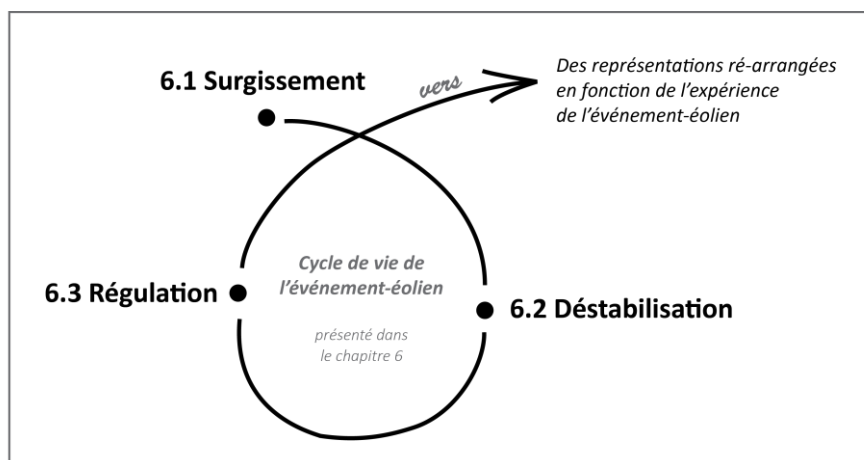 6.1 Surgissement
vers
Des représentations ré-arrangées
en fonction de l'expérience
de l'événement-éolien
Cycle de vie de
l'événement-éolien
6.3 Régulation
6.2 Déstabilisation
présenté dans
le chapitre 6